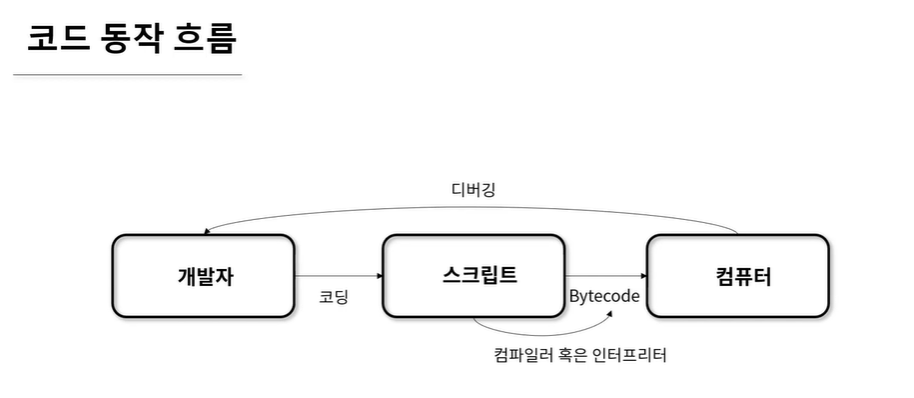 코드 동작 흐름
디버깅
개발자
스크립트
컴퓨터
코딩
Bytecode
컴파일러 혹은 인터프리터